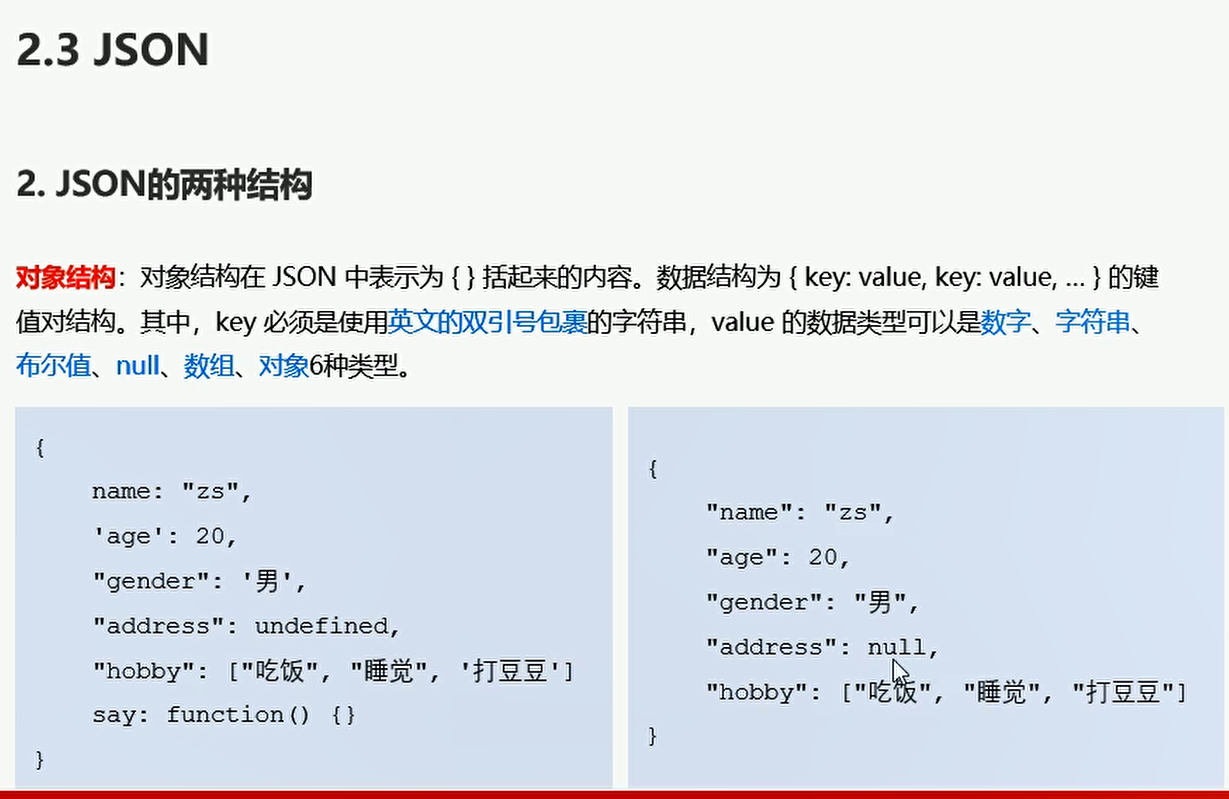 2.3 JSON
2. JSON的两种结构
对象结构：对象结构在 JSON 中表示为 { } 括起来的内容。数据结构为 { key: value, key: value, … } 的键
值对结构。其中，key 必须是使用英文的双引号包裹的字符串，value 的数据类型可以是数字、字符串、
布尔值、null、数组、对象6种类型。
{
name: "zs",
'age': 20,
"gender": '男',
"address": undefined,
"hobby": ["吃饭", "睡觉", '打豆豆']
say: function() {}
}
{
"name": "zs",
"age": 20,
"gender": "男",
"address": null,
"hobby": ["吃饭", "睡觉", "打豆豆"]
}